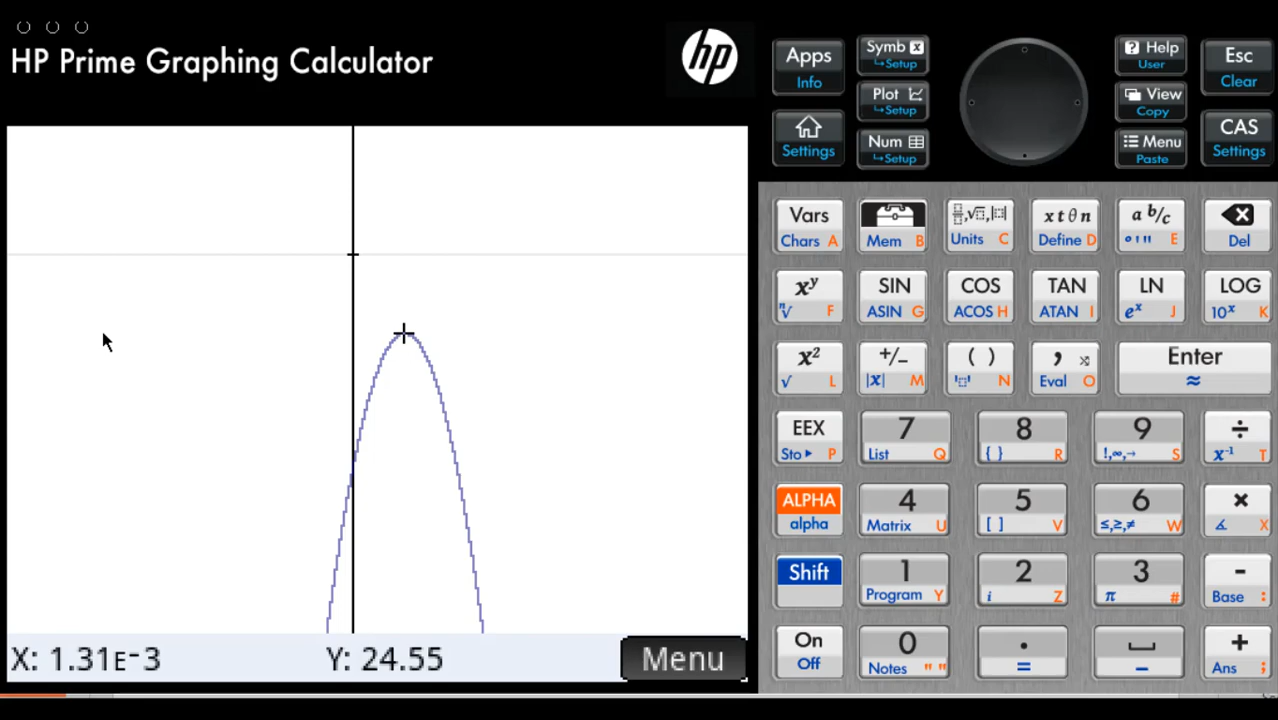 HP Prime Graphing Calculator
hp
X: 1.31E-3 Y: 24.55 Menu
Apps Symb x Help Esc
Info ↳Setup User Clear
Plot View
↳Setup Copy
Num Menu CAS
Settings ↳Setup Paste Settings
Vars x t θ n a b/c
Chars A Mem B Units C Define D ° ' " E Del
xʸ SIN COS TAN LN LOG
ⁿ√ F ASIN G ACOS H ATAN I eˣ J 10ˣ K
x² +/- ( ) , Enter
√ L |x| M N Eval O ≈
EEX 7 8 9 ÷
Sto▸ P List Q { } R !,∞,→ S x⁻¹ T
ALPHA 4 5 6 ×
alpha Matrix U [ ] V ≤,≥,≠ W ∡ X
Shift 1 2 3 -
Program Y i Z π # Base :
On 0 . +
Off Notes " " = _ Ans ;